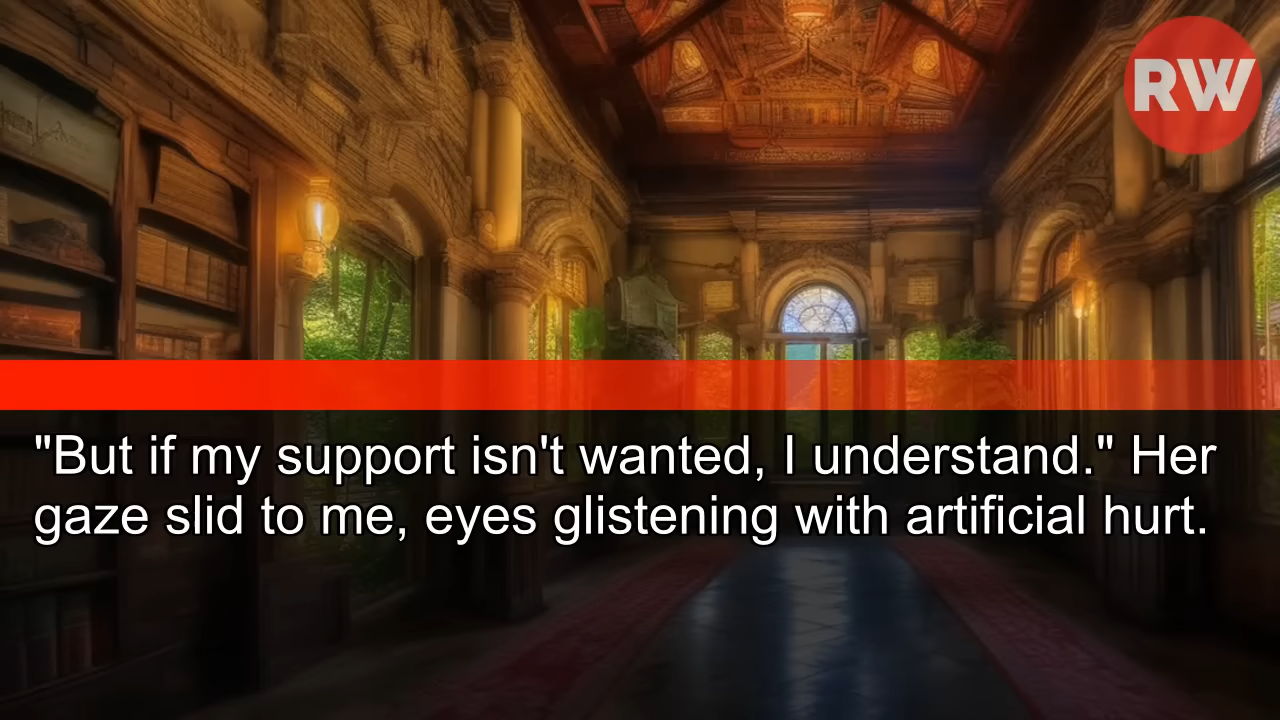 RW
"But if my support isn't wanted, I understand." Her
gaze slid to me, eyes glistening with artificial hurt.